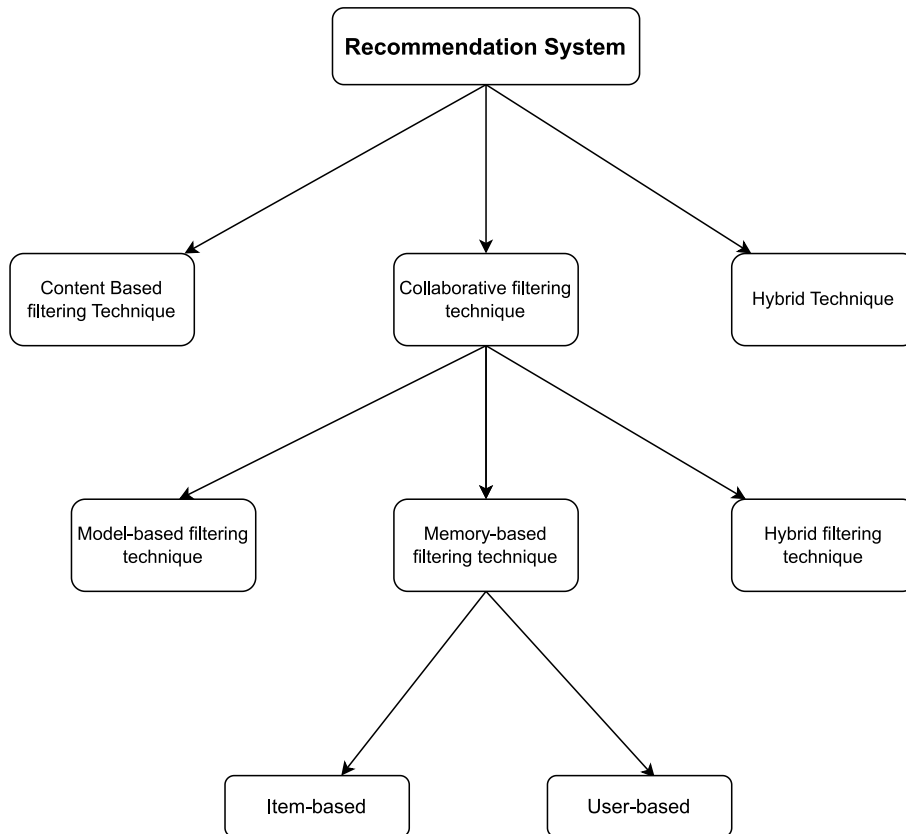 Recommendation System
Content Based
filtering Technique
Collaborative filtering
technique
Hybrid Technique
Model-based filtering
technique
Memory-based
filtering technique
Hybrid filtering
technique
Item-based
User-based